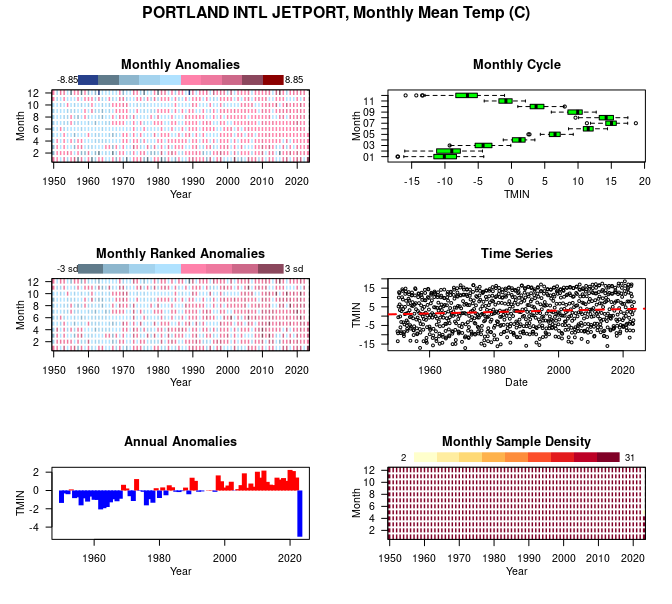 PORTLAND INTL JETPORT, Monthly Mean Temp (C)
Monthly Anomalies
-8.85 8.85
12
10
8
6
4
2
Month
1950 1960 1970 1980 1990 2000 2010 2020
Year
Monthly Cycle
11
09
07
05
03
01
Month
-15 -10 -5 0 5 10 15 20
TMIN
Monthly Ranked Anomalies
-3 sd 3 sd
12
10
8
6
4
2
Month
1950 1960 1970 1980 1990 2000 2010 2020
Year
Time Series
15
5
-5
-15
TMIN
1960 1980 2000 2020
Date
Annual Anomalies
2
0
-2
-4
TMIN
1960 1980 2000 2020
Year
Monthly Sample Density
2 31
12
10
8
6
4
2
Month
1950 1960 1970 1980 1990 2000 2010 2020
Year